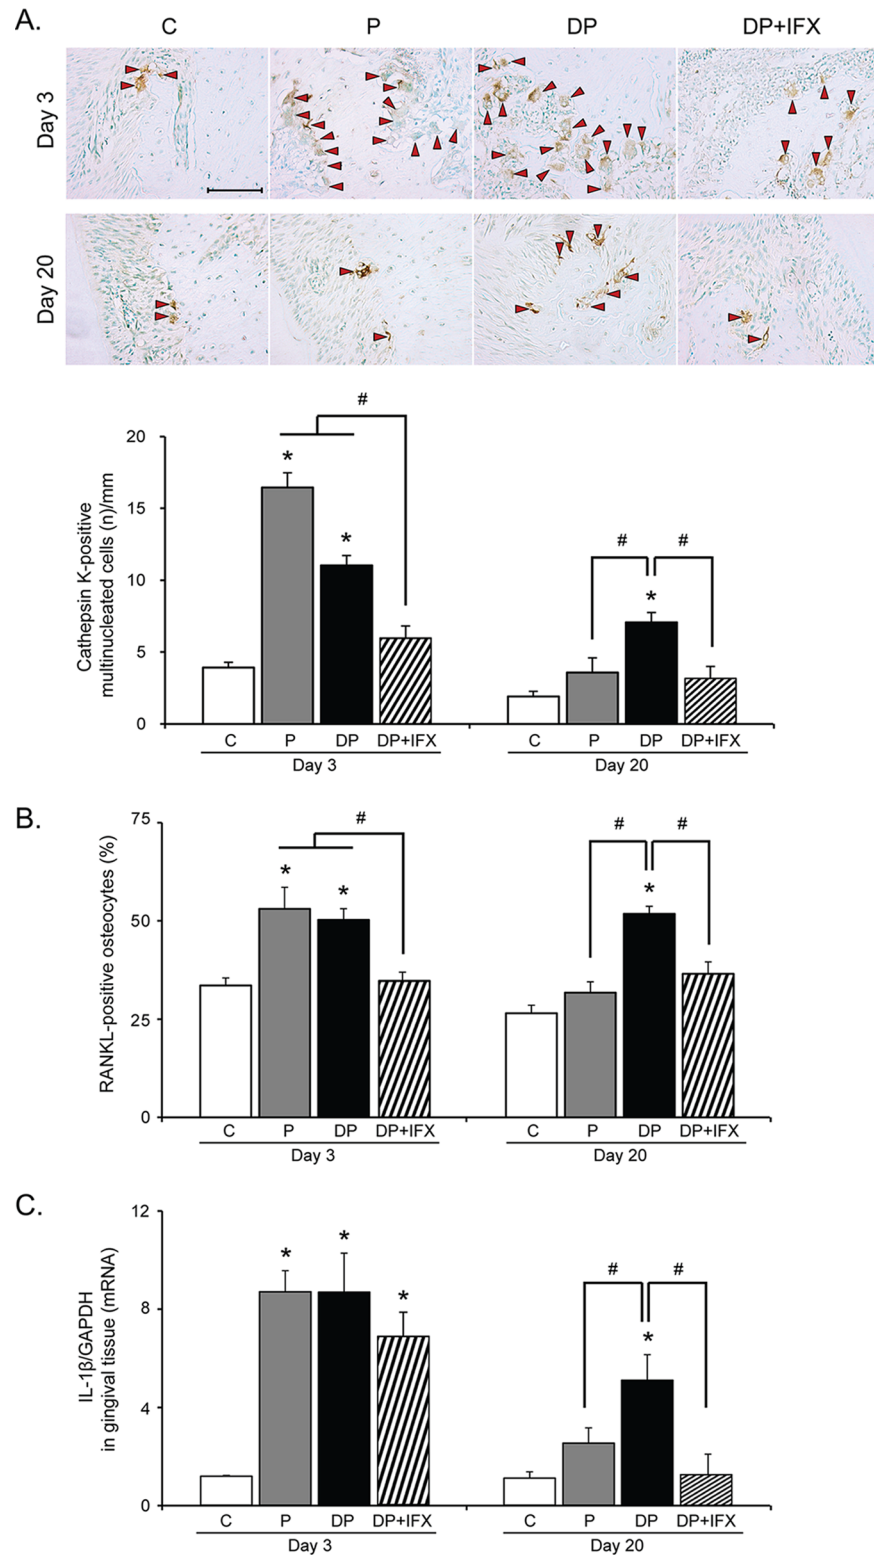 A.
C P DP DP+IFX
Day 3
Day 20
Cathepsin K-positive
multinucleated cells (n)/mm
20
15
10
5
0
#
*
*
# #
*
C P DP DP+IFX C P DP DP+IFX
Day 3 Day 20
B.
RANKL-positive osteocytes (%)
75
50
25
0
#
*
*
# #
*
C P DP DP+IFX C P DP DP+IFX
Day 3 Day 20
C.
IL-1β/GAPDH
in gingival tissue (mRNA)
12
8
4
0
*
*
*
# #
*
C P DP DP+IFX C P DP DP+IFX
Day 3 Day 20